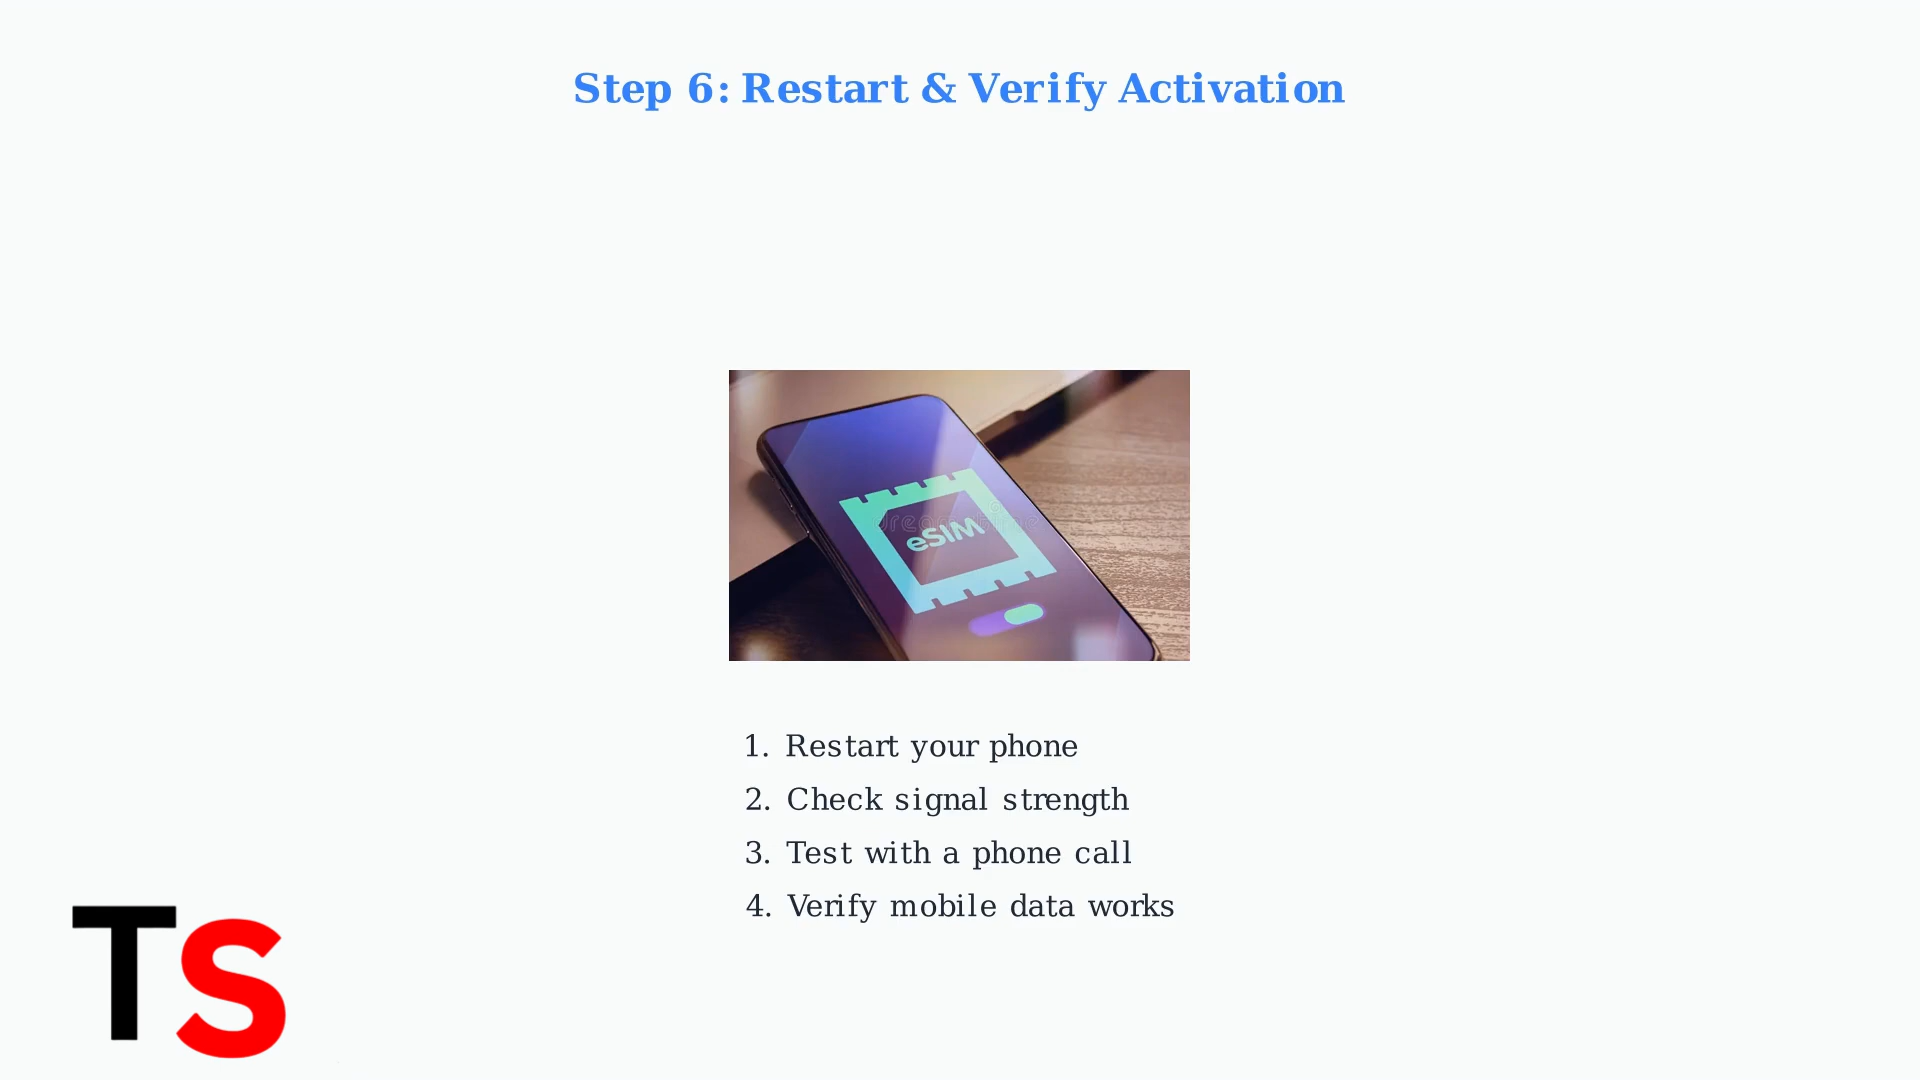 Step 6: Restart & Verify Activation
dreamstime
eSIM
1. Restart your phone
2. Check signal strength
3. Test with a phone call
4. Verify mobile data works
TS